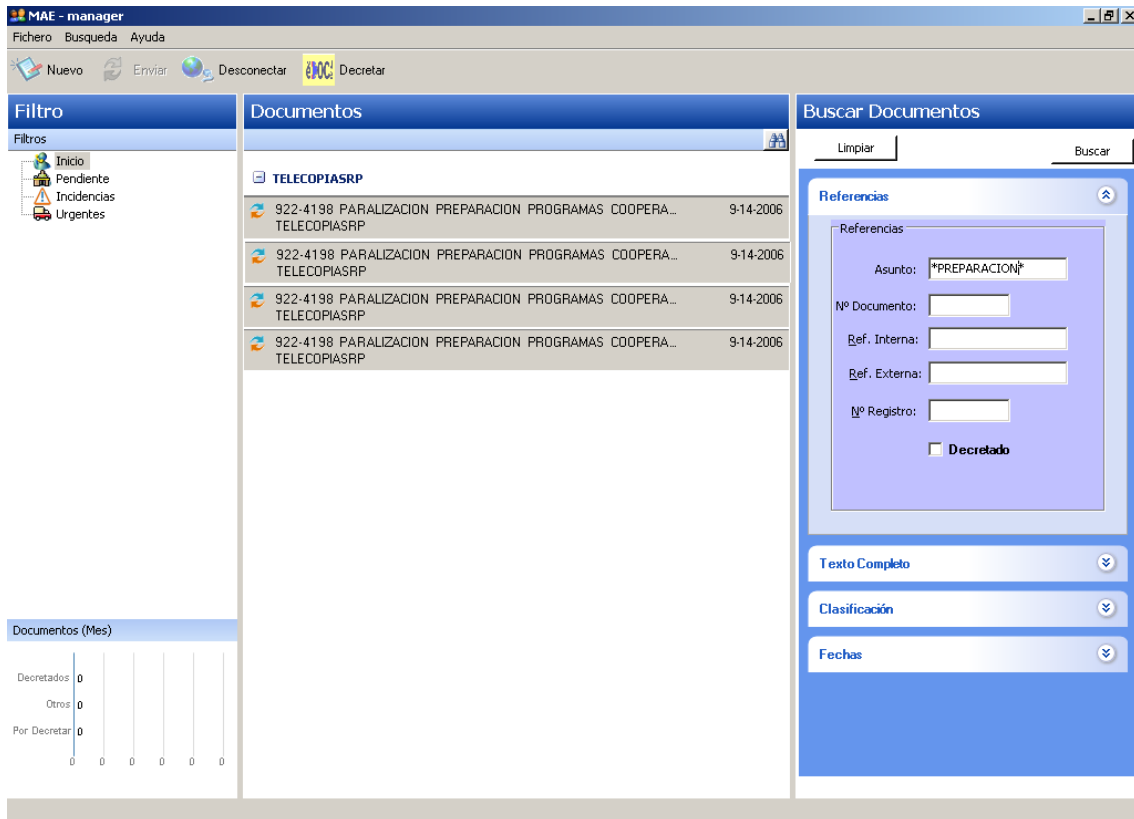 MAE - manager
Fichero Busqueda Ayuda
Nuevo Enviar Desconectar eDOC Decretar
Filtro
Filtros
Inicio
Pendiente
Incidencias
Urgentes
Documentos (Mes)
Decretados 0
Otros 0
Por Decretar 0
0 0 0 0 0 0
Documentos
TELECOPIASRP
922-4198 PARALIZACION PREPARACION PROGRAMAS COOPERA... 9-14-2006
TELECOPIASRP
922-4198 PARALIZACION PREPARACION PROGRAMAS COOPERA... 9-14-2006
TELECOPIASRP
922-4198 PARALIZACION PREPARACION PROGRAMAS COOPERA... 9-14-2006
TELECOPIASRP
922-4198 PARALIZACION PREPARACION PROGRAMAS COOPERA... 9-14-2006
TELECOPIASRP
Buscar Documentos
Limpiar Buscar
Referencias
Referencias
Asunto: *PREPARACION*
Nº Documento:
Ref. Interna:
Ref. Externa:
Nº Registro:
Decretado
Texto Completo
Clasificación
Fechas